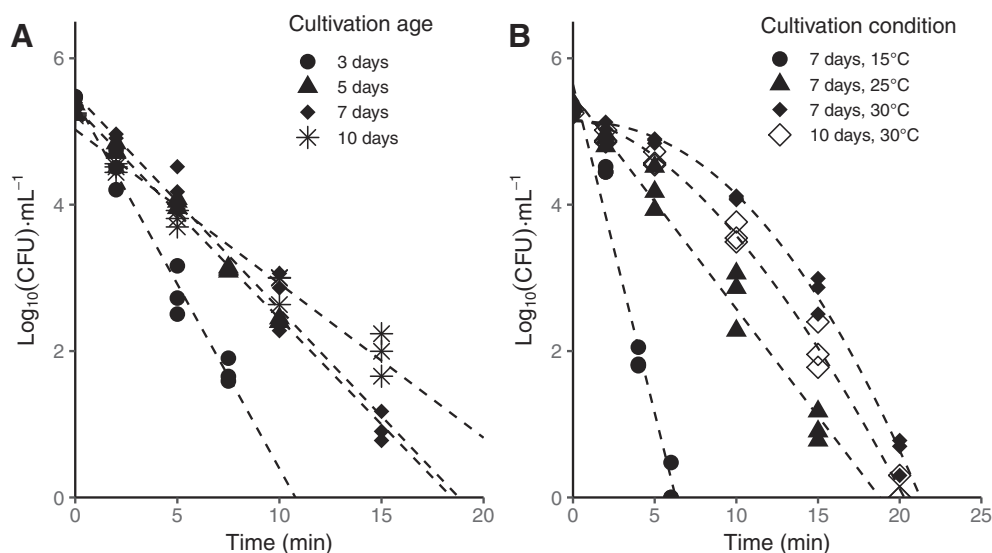 A
Cultivation age
3 days
5 days
7 days
10 days
Log₁₀(CFU)·mL⁻¹
6
4
2
0
0 5 10 15 20
Time (min)
B
Cultivation condition
7 days, 15°C
7 days, 25°C
7 days, 30°C
10 days, 30°C
Log₁₀(CFU)·mL⁻¹
6
4
2
0
0 5 10 15 20 25
Time (min)